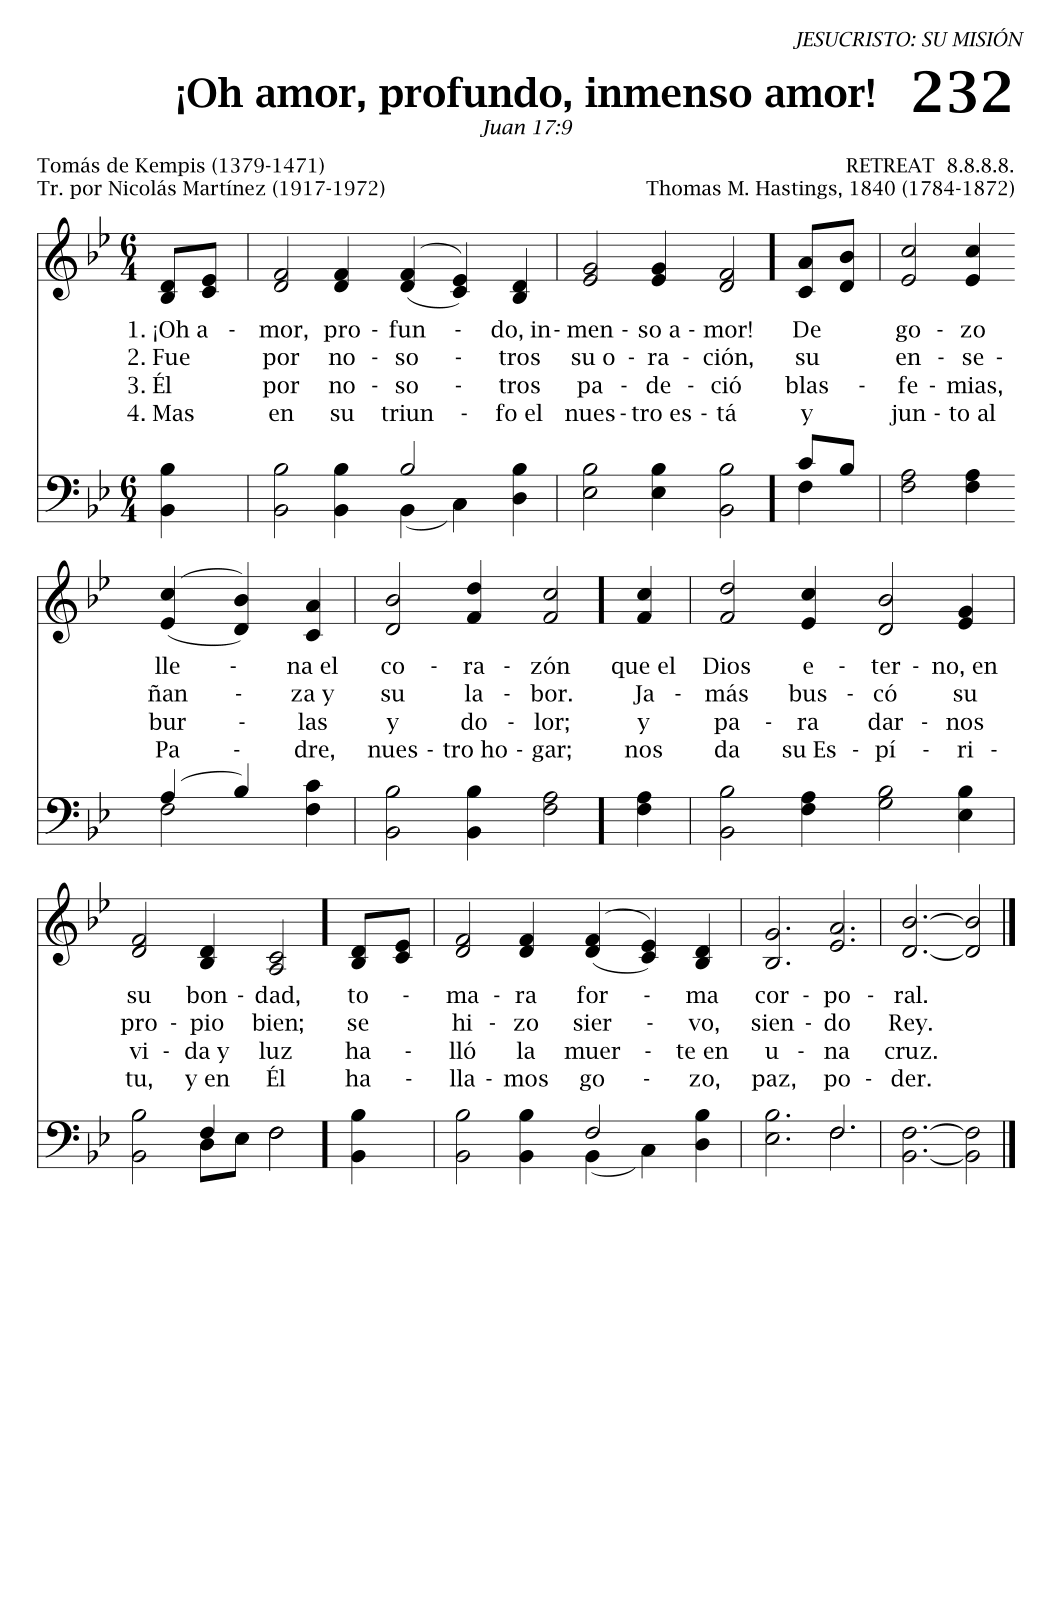 JESUCRISTO: SU MISIÓN
¡Oh amor, profundo, inmenso amor! 232
Juan 17:9
Tomás de Kempis (1379-1471) RETREAT 8.8.8.8.
Tr. por Nicolás Martínez (1917-1972) Thomas M. Hastings, 1840 (1784-1872)
6
4
1. ¡Oh a - mor, pro - fun - do, in - men - so a - mor! De go - zo
2. Fue por no - so - tros su o - ra - ción, su en - se -
3. Él por no - so - tros pa - de - ció blas - fe - mias,
4. Mas en su triun - fo el nues - tro es - tá y jun - to al
6
4
lle - na el co - ra - zón que el Dios e - ter - no, en
ñan - za y su la - bor. Ja - más bus - có su
bur - las y do - lor; y pa - ra dar - nos
Pa - dre, nues - tro ho - gar; nos da su Es - pí - ri -
su bon - dad, to - ma - ra for - ma cor - po - ral.
pro - pio bien; se hi - zo sier - vo, sien - do Rey.
vi - da y luz ha - lló la muer - te en u - na cruz.
tu, y en Él ha - lla - mos go - zo, paz, po - der.